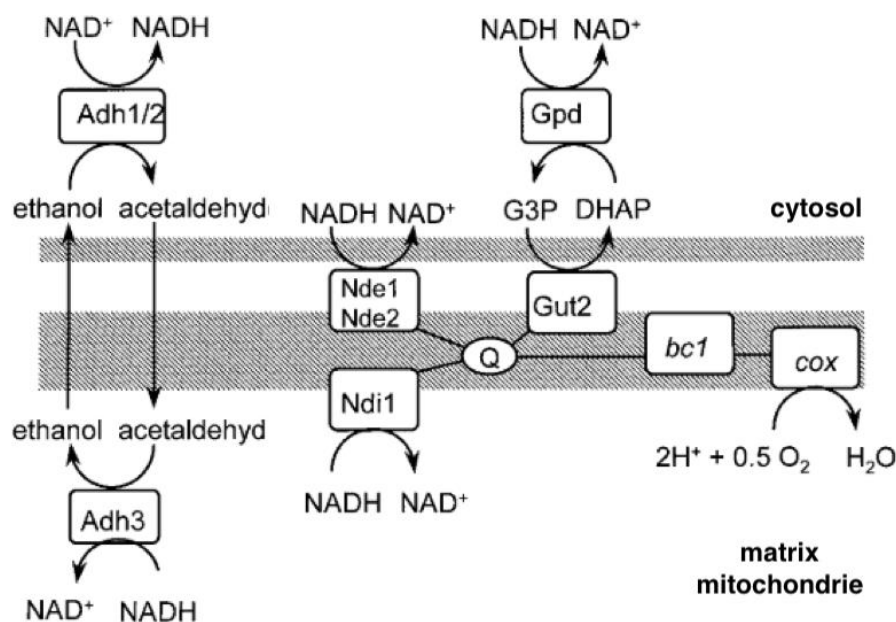 NAD⁺ NADH
NADH NAD⁺
Adh1/2
Gpd
ethanol acetaldehyd
NADH NAD⁺
G3P DHAP
cytosol
Nde1
Nde2
Gut2
Q
bc1
cox
Ndi1
ethanol acetaldehyd
2H⁺ + 0.5 O₂ H₂O
NADH NAD⁺
Adh3
matrix
mitochondrie
NAD⁺ NADH